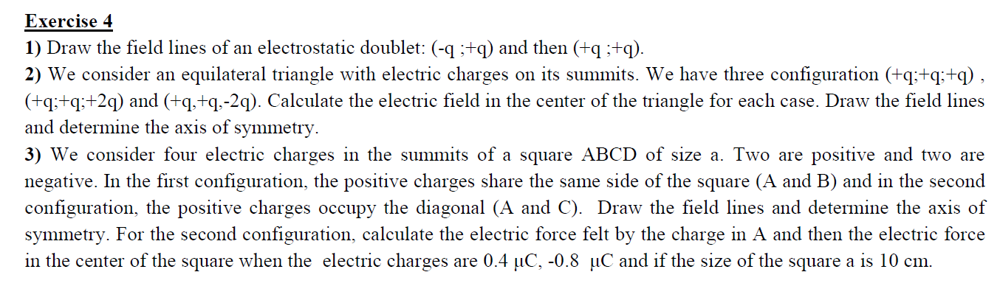 Exercise 4
1) Draw the field lines of an electrostatic doublet: (-q ;+q) and then (+q ;+q).
2) We consider an equilateral triangle with electric charges on its summits. We have three configuration (+q;+q;+q) ,
(+q;+q;+2q) and (+q,+q,-2q). Calculate the electric field in the center of the triangle for each case. Draw the field lines
and determine the axis of symmetry.
3) We consider four electric charges in the summits of a square ABCD of size a. Two are positive and two are
negative. In the first configuration, the positive charges share the same side of the square (A and B) and in the second
configuration, the positive charges occupy the diagonal (A and C). Draw the field lines and determine the axis of
symmetry. For the second configuration, calculate the electric force felt by the charge in A and then the electric force
in the center of the square when the electric charges are 0.4 μC, -0.8 μC and if the size of the square a is 10 cm.